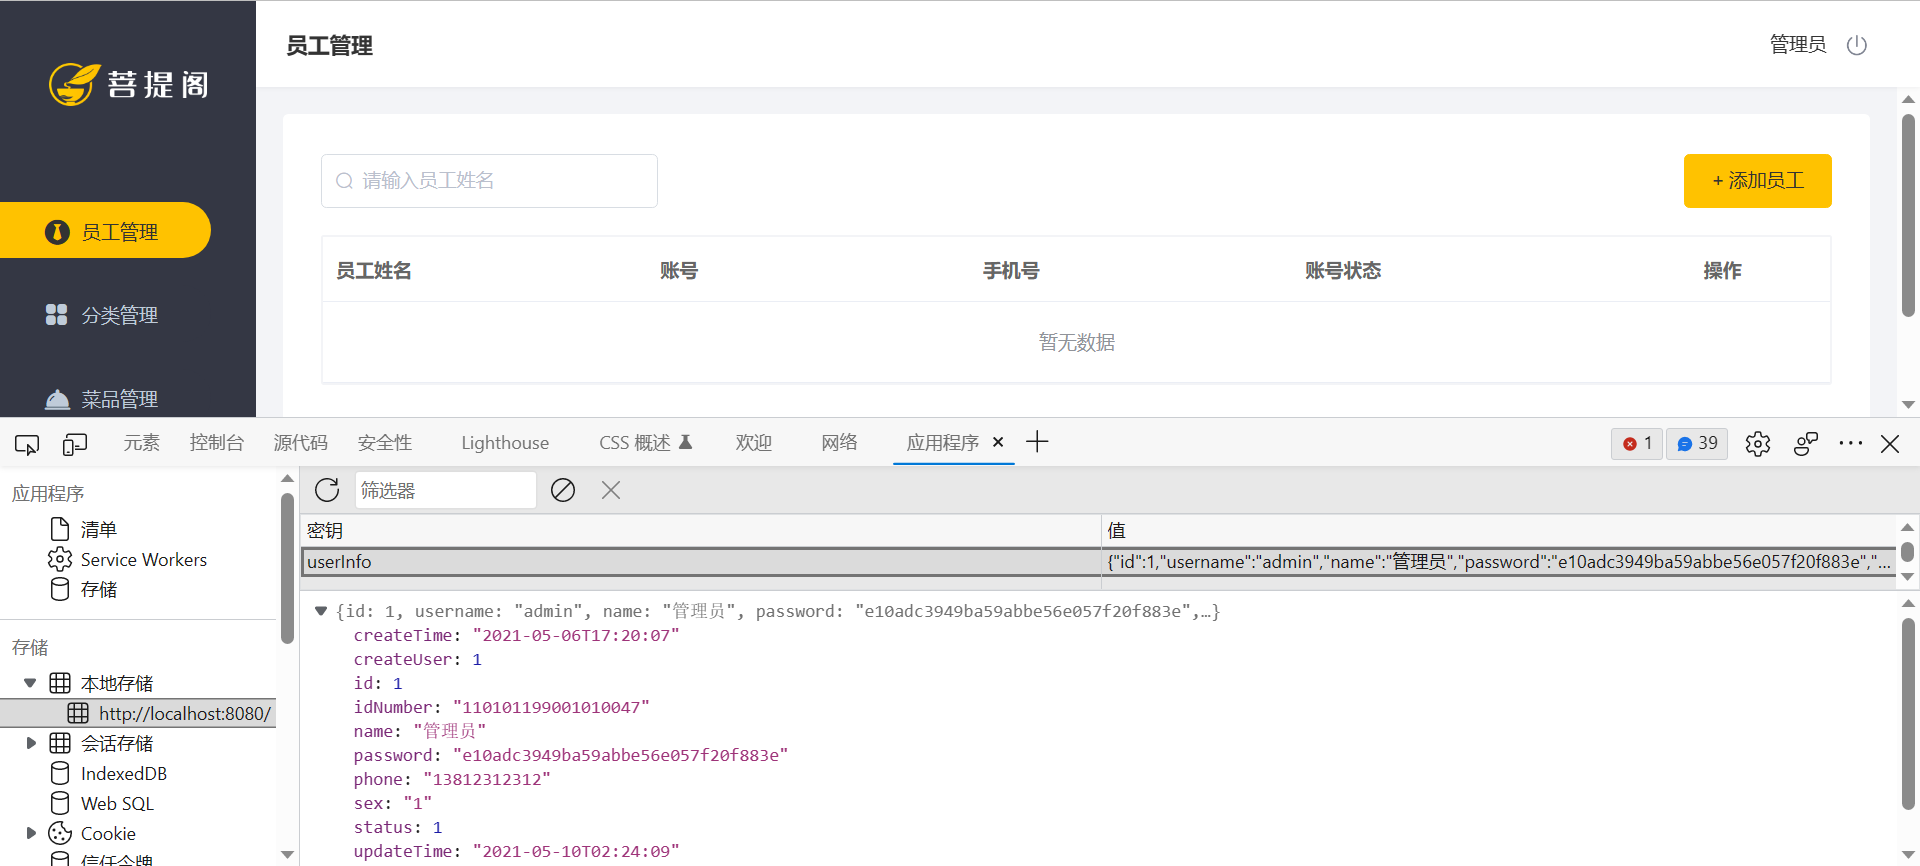 员工管理
管理员
菩提阁
请输入员工姓名
+ 添加员工
员工管理
员工姓名 账号 手机号 账号状态 操作
分类管理
暂无数据
菜品管理
元素 控制台 源代码 安全性 Lighthouse CSS 概述 欢迎 网络 应用程序 1 39
应用程序
筛选器
清单
Service Workers
存储
密钥 值
userInfo {"id":1,"username":"admin","name":"管理员","password":"e10adc3949ba59abbe56e057f20f883e","...
存储
本地存储
http://localhost:8080/
会话存储
IndexedDB
Web SQL
Cookie
信任令牌
{id: 1, username: "admin", name: "管理员", password: "e10adc3949ba59abbe56e057f20f883e",…}
createTime: "2021-05-06T17:20:07"
createUser: 1
id: 1
idNumber: "110101199001010047"
name: "管理员"
password: "e10adc3949ba59abbe56e057f20f883e"
phone: "13812312312"
sex: "1"
status: 1
updateTime: "2021-05-10T02:24:09"